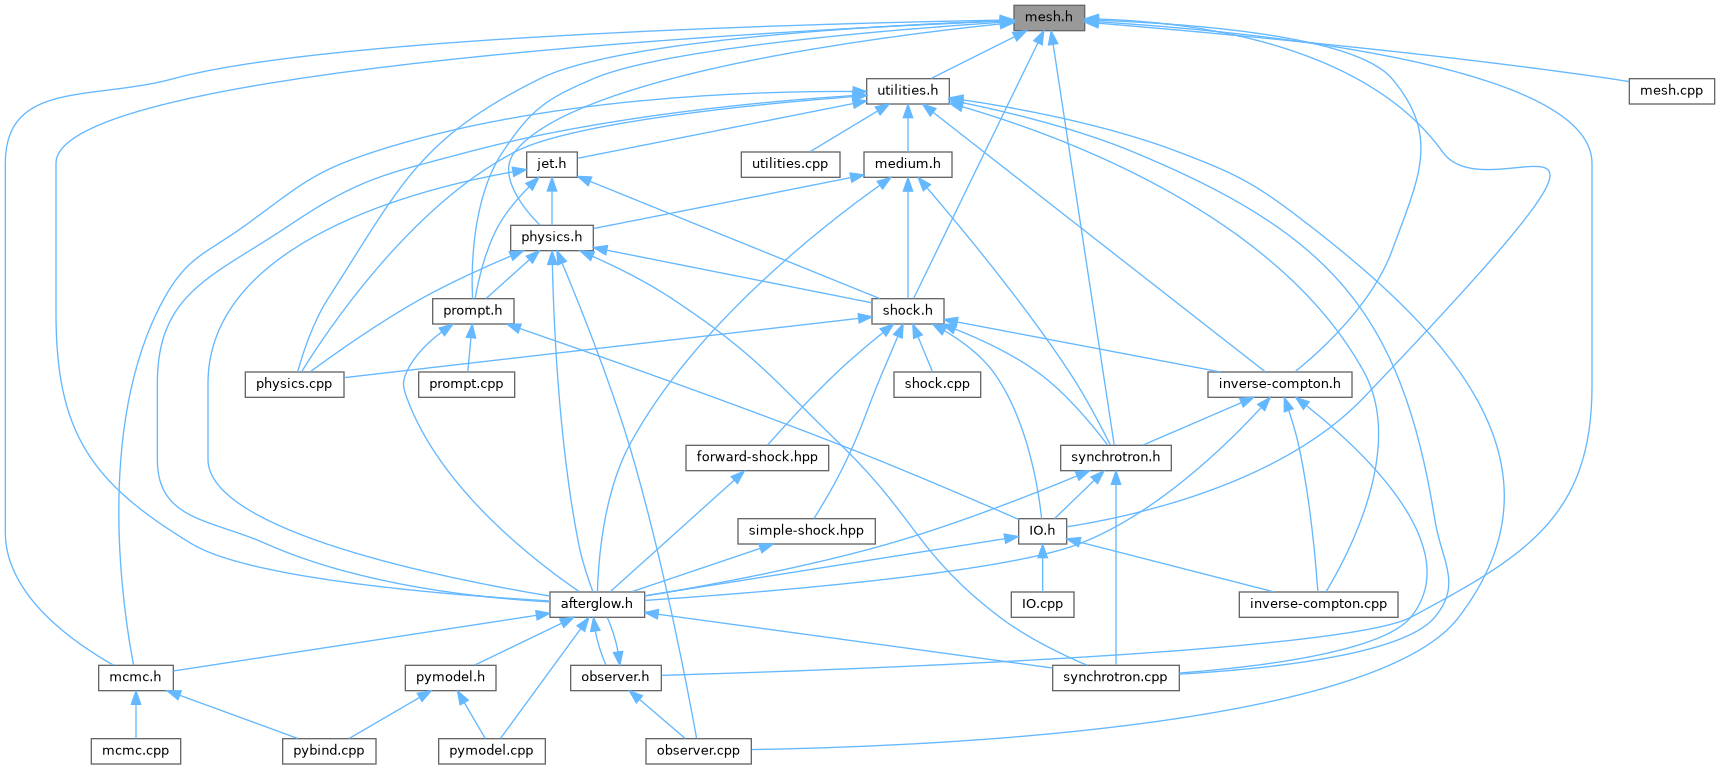 mesh.h
utilities.h
mesh.cpp
jet.h
utilities.cpp
medium.h
physics.h
prompt.h
shock.h
physics.cpp
prompt.cpp
shock.cpp
inverse-compton.h
forward-shock.hpp
synchrotron.h
simple-shock.hpp
IO.h
afterglow.h
IO.cpp
inverse-compton.cpp
mcmc.h
pymodel.h
observer.h
synchrotron.cpp
mcmc.cpp
pybind.cpp
pymodel.cpp
observer.cpp